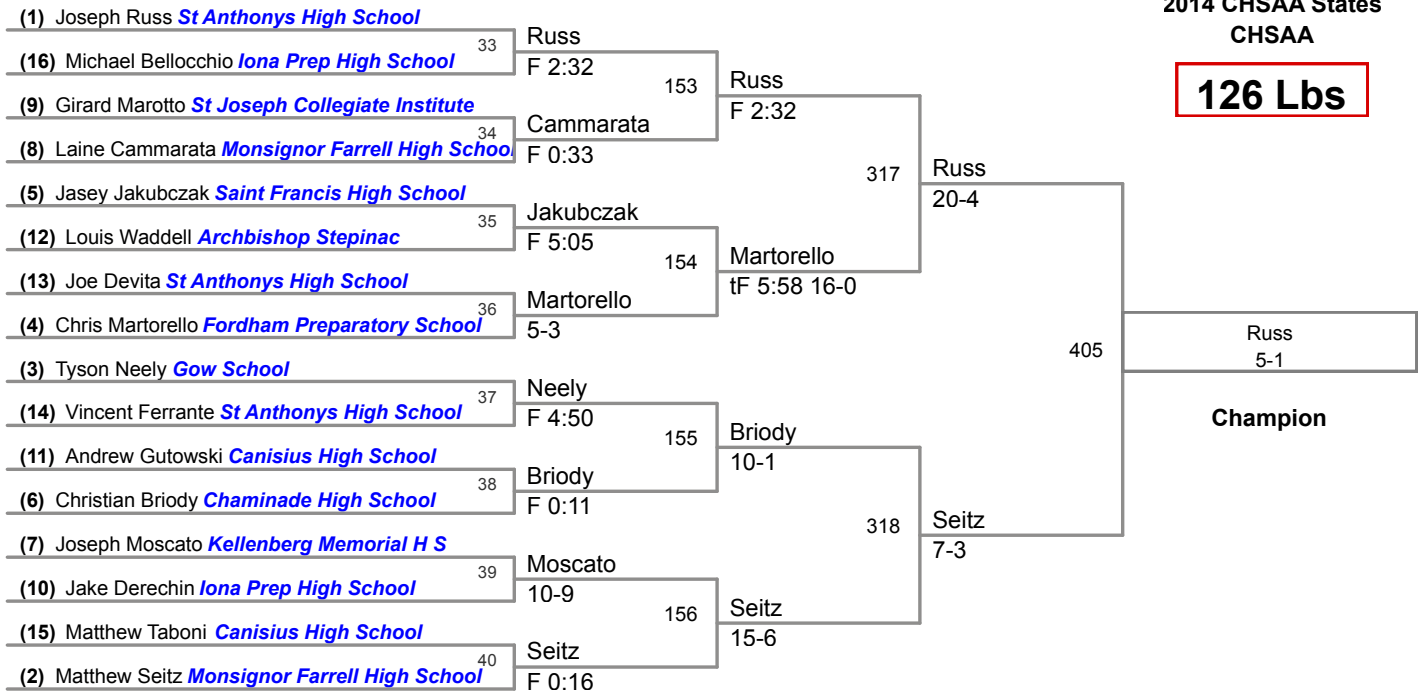 2014 CHSAA States
CHSAA
126 Lbs
(1) Joseph Russ St Anthonys High School
33
(16) Michael Bellocchio Iona Prep High School
(9) Girard Marotto St Joseph Collegiate Institute
34
(8) Laine Cammarata Monsignor Farrell High School
(5) Jasey Jakubczak Saint Francis High School
35
(12) Louis Waddell Archbishop Stepinac
(13) Joe Devita St Anthonys High School
36
(4) Chris Martorello Fordham Preparatory School
(3) Tyson Neely Gow School
37
(14) Vincent Ferrante St Anthonys High School
(11) Andrew Gutowski Canisius High School
38
(6) Christian Briody Chaminade High School
(7) Joseph Moscato Kellenberg Memorial H S
39
(10) Jake Derechin Iona Prep High School
(15) Matthew Taboni Canisius High School
40
(2) Matthew Seitz Monsignor Farrell High School
Russ
F 2:32
153
Cammarata
F 0:33
Jakubczak
F 5:05
154
Martorello
5-3
Neely
F 4:50
155
Briody
F 0:11
Moscato
10-9
156
Seitz
F 0:16
Russ
F 2:32
317
Martorello
tF 5:58 16-0
Briody
10-1
318
Seitz
15-6
Russ
20-4
405
Seitz
7-3
Russ
5-1
Champion